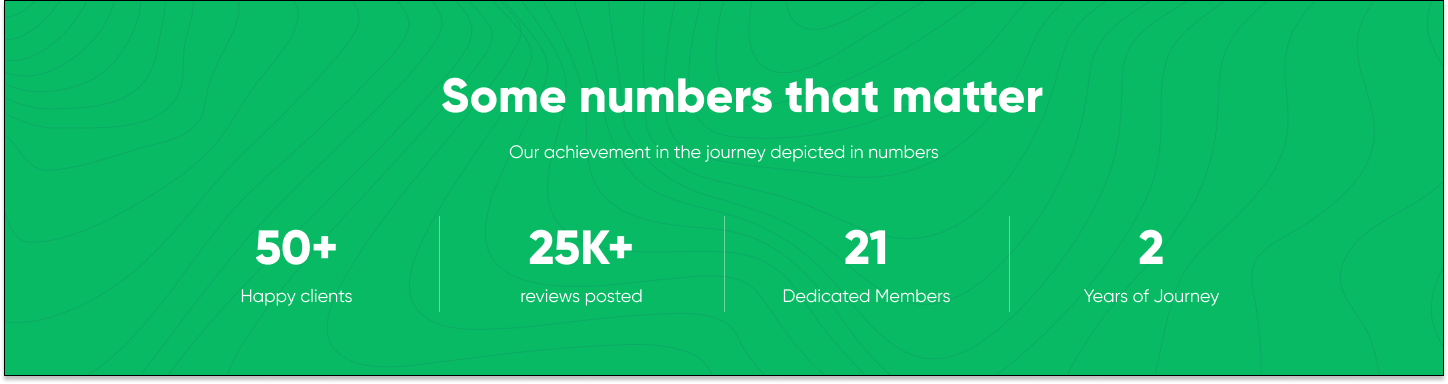 Some numbers that matter
Our achievement in the journey depicted in numbers
50+
Happy clients
25K+
reviews posted
21
Dedicated Members
2
Years of Journey